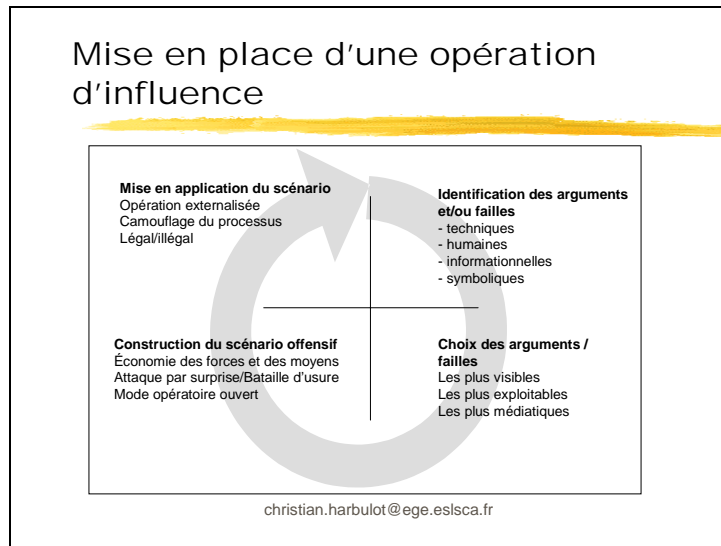 Mise en place d'une opération
d'influence
Mise en application du scénario
Opération externalisée
Camouflage du processus
Légal/illégal
Identification des arguments
et/ou failles
- techniques
- humaines
- informationnelles
- symboliques
Construction du scénario offensif
Économie des forces et des moyens
Attaque par surprise/Bataille d'usure
Mode opératoire ouvert
Choix des arguments /
failles
Les plus visibles
Les plus exploitables
Les plus médiatiques
christian.harbulot@ege.eslsca.fr